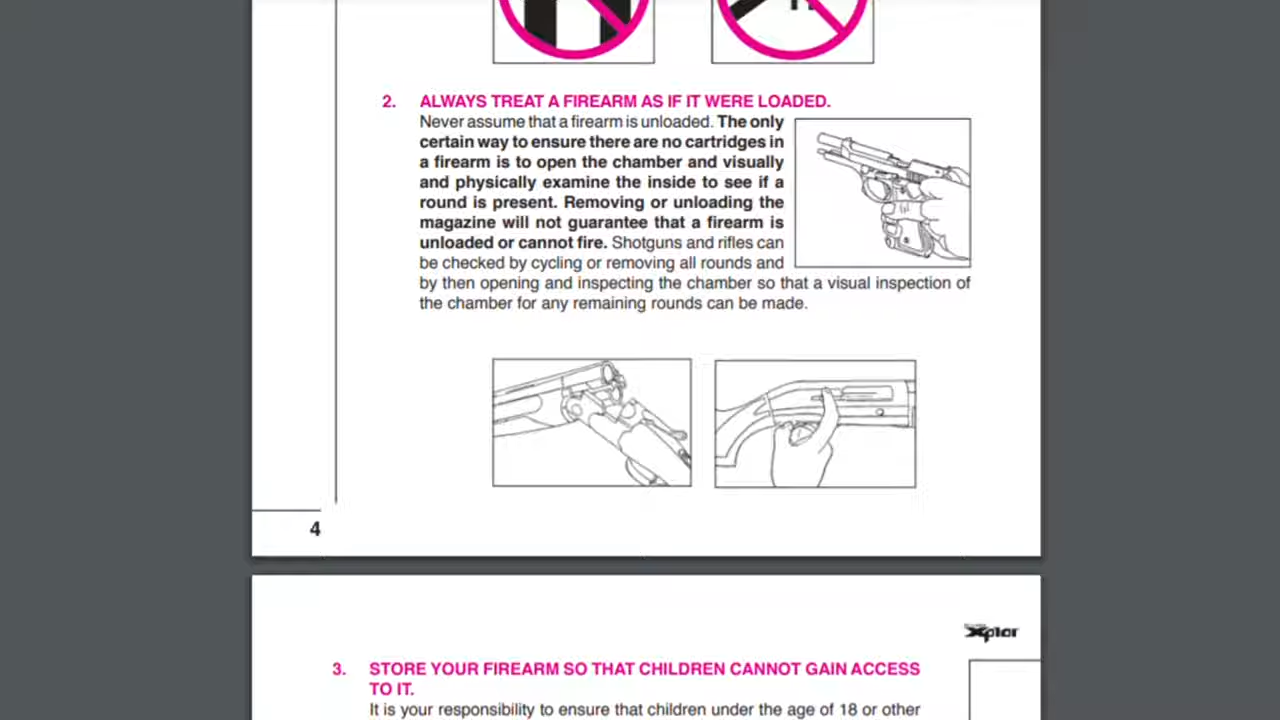 2. ALWAYS TREAT A FIREARM AS IF IT WERE LOADED.
Never assume that a firearm is unloaded. The only
certain way to ensure there are no cartridges in
a firearm is to open the chamber and visually
and physically examine the inside to see if a
round is present. Removing or unloading the
magazine will not guarantee that a firearm is
unloaded or cannot fire. Shotguns and rifles can
be checked by cycling or removing all rounds and
by then opening and inspecting the chamber so that a visual inspection of
the chamber for any remaining rounds can be made.
4
Xplor
3. STORE YOUR FIREARM SO THAT CHILDREN CANNOT GAIN ACCESS
TO IT.
It is your responsibility to ensure that children under the age of 18 or other